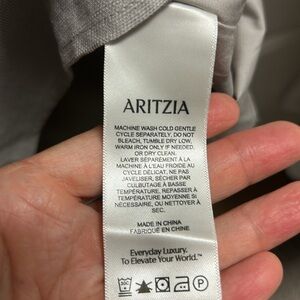 ARITZIA
MACHINE WASH COLD GENTLE
CYCLE SEPARATELY, DO NOT
BLEACH, TUMBLE DRY LOW,
WARM IRON ONLY IF NEEDED,
OR DRY CLEAN.
LAVER SÉPARÉMENT À LA
MACHINE À L'EAU FROIDE AU
CYCLE DÉLICAT, NE PAS
JAVELISER, SÉCHER PAR
CULBUTAGE À BASSE
TEMPÉRATURE, REPASSER À
TEMPÉRATURE MOYENNE SI
NÉCESSAIRE, OU NETTOYER À
SEC.
MADE IN CHINA
FABRIQUÉ EN CHINE
Everyday Luxury.
To Elevate Your World.™
30
P